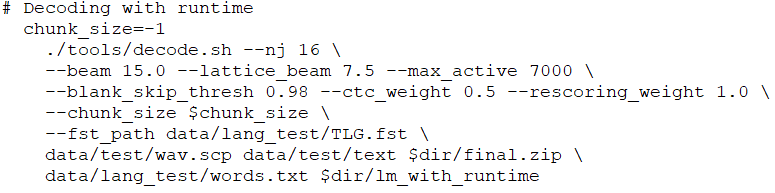 # Decoding with runtime
chunk_size=-1
./tools/decode.sh --nj 16 \
--beam 15.0 --lattice_beam 7.5 --max_active 7000 \
--blank_skip_thresh 0.98 --ctc_weight 0.5 --rescoring_weight 1.0 \
--chunk_size $chunk_size \
--fst_path data/lang_test/TLG.fst \
data/test/wav.scp data/test/text $dir/final.zip \
data/lang_test/words.txt $dir/lm_with_runtime